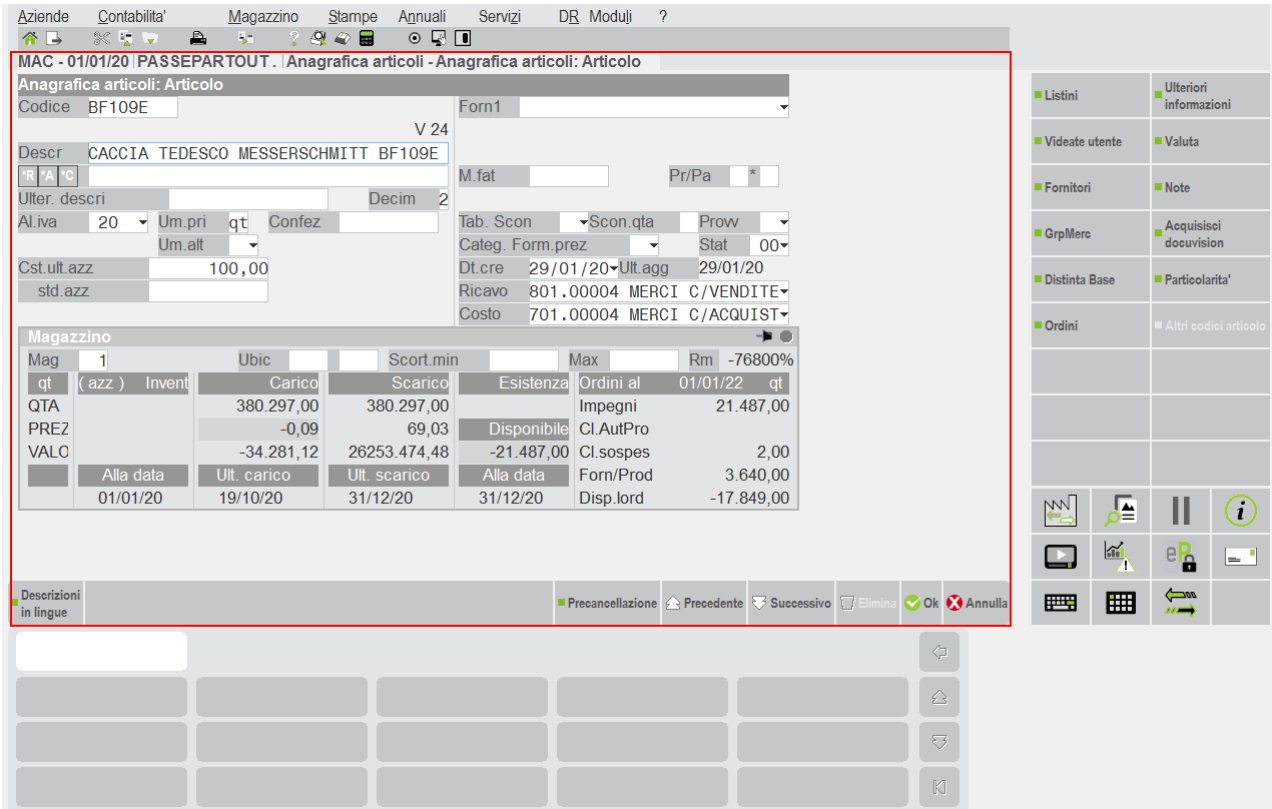 Aziende Contabilita' Magazzino Stampe Annuali Servizi DR Moduli ?
MAC - 01/01/20 PASSEPARTOUT . Anagrafica articoli - Anagrafica articoli: Articolo
Anagrafica articoli: Articolo
Codice BF109E Forn1
V 24
Descr CACCIA TEDESCO MESSERSCHMITT BF109E
*R *A *C M.fat Pr/Pa *
Ulter. descri Decim 2
Al.iva 20 Um.pri qt Confez Tab. Scon Scon.qta Provv
Um.alt Categ. Form.prez Stat 00
Cst.ult.azz 100,00 Dt.cre 29/01/20 Ult.agg 29/01/20
std.azz Ricavo 801.00004 MERCI C/VENDITE
Costo 701.00004 MERCI C/ACQUIST
Magazzino
Mag 1 Ubic Scort.min Max Rm -76800%
qt (azz) Invent Carico Scarico Esistenza Ordini al 01/01/22 qt
QTA 380.297,00 380.297,00 Impegni 21.487,00
PREZ -0,09 69,03 Disponibile Cl.AutPro
VALO -34.281,12 26253.474,48 -21.487,00 Cl.sospes 2,00
Alla data Ult. carico Ult. scarico Alla data Forn/Prod 3.640,00
01/01/20 19/10/20 31/12/20 31/12/20 Disp.lord -17.849,00
Descrizioni in lingue Precancellazione Precedente Successivo Elimina Ok Annulla
Listini
Ulteriori
informazioni
Videate utente
Valuta
Fornitori
Note
GrpMerc
Acquisisci
docuvision
Distinta Base
Particolarita'
Ordini
Altri codici articolo
i
eP